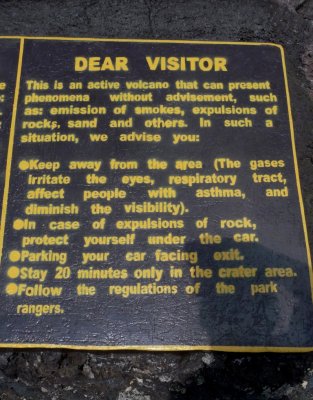 DEAR VISITOR
This is an active volcano that can present
phenomena without advisement, such
as: emission of smokes, expulsions of
rocks, sand and others. In such a
situation, we advise you:
●Keep away from the area (The gases
irritate the eyes, respiratory tract,
affect people with asthma, and
diminish the visibility).
●In case of expulsions of rock,
protect yourself under the car.
●Parking your car facing exit.
●Stay 20 minutes only in the crater area.
●Follow the regulations of the park
rangers.